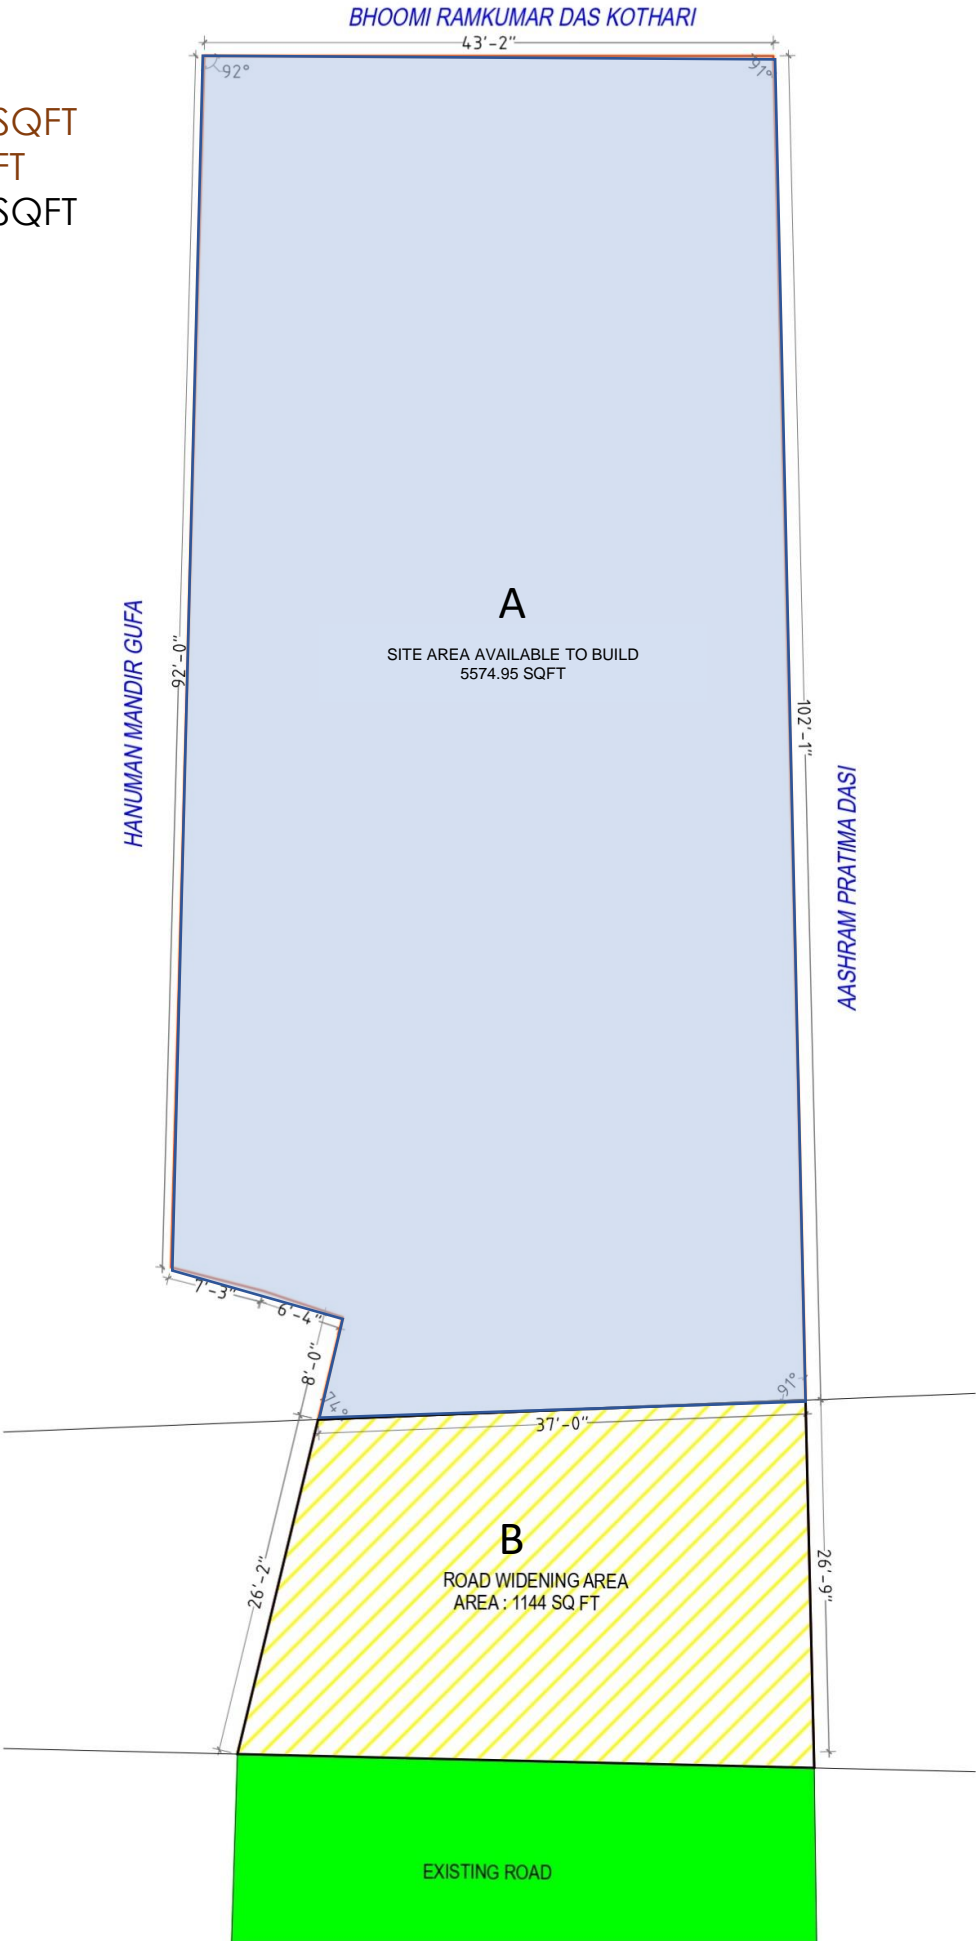 BHOOMI RAMKUMAR DAS KOTHARI
43'-2"
92°
91°
SQFT
FT
SQFT
A
SITE AREA AVAILABLE TO BUILD
5574.95 SQFT
HANUMAN MANDIR GUFA
92'-0"
102'-1"
AASHRAM PRATIMA DASI
7'-3"
6'-4"
8'-0"
74°
91°
37'-0"
B
ROAD WIDENING AREA
AREA : 1144 SQ FT
26'-2"
26'-9"
EXISTING ROAD